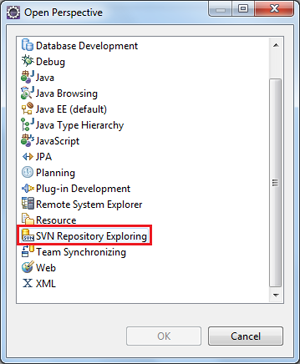 Open Perspective
Database Development
Debug
Java
Java Browsing
Java EE (default)
Java Type Hierarchy
JavaScript
JPA
Planning
Plug-in Development
Remote System Explorer
Resource
SVN Repository Exploring
Team Synchronizing
Web
XML
OK
Cancel